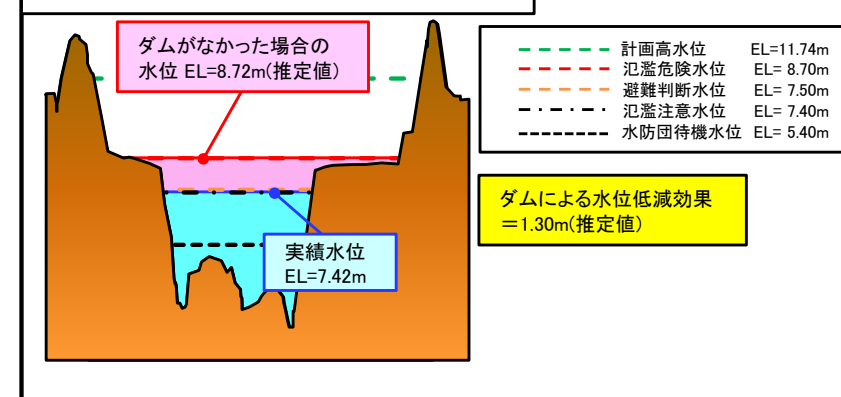 ダムがなかった場合の
水位 EL=8.72m(推定値)
計画高水位 EL=11.74m
氾濫危険水位 EL= 8.70m
避難判断水位 EL= 7.50m
氾濫注意水位 EL= 7.40m
水防団待機水位 EL= 5.40m
ダムによる水位低減効果
=1.30m(推定値)
実績水位
EL=7.42m